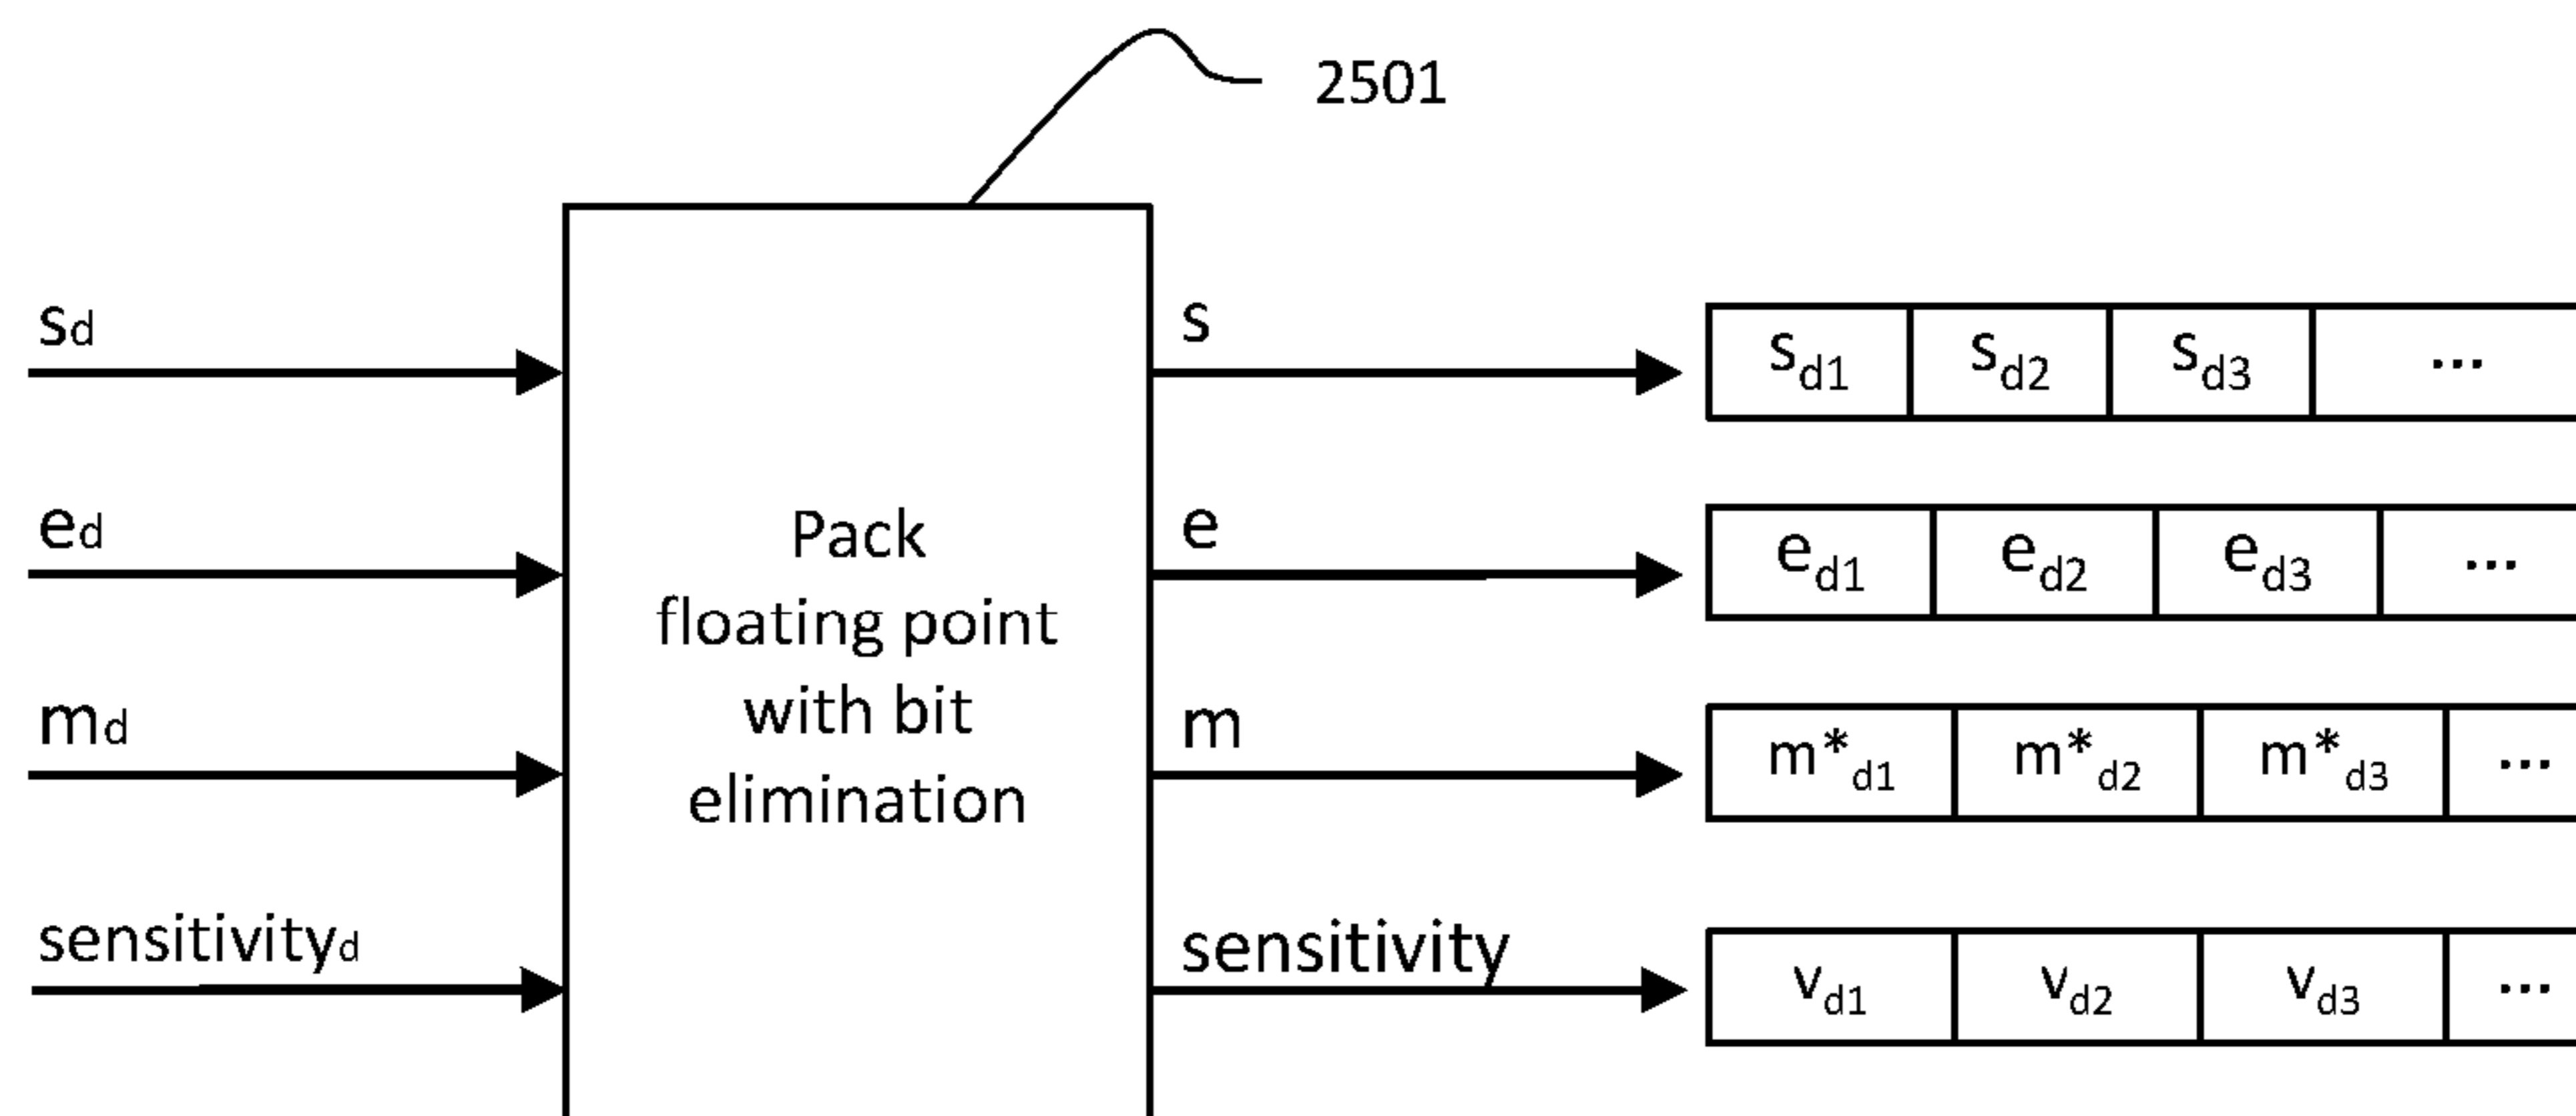 2501
sd s sd1 sd2 sd3 ...
ed e ed1 ed2 ed3 ...
Pack
floating point
with bit
elimination
md m m*d1 m*d2 m*d3 ...
sensitivityd sensitivity vd1 vd2 vd3 ...